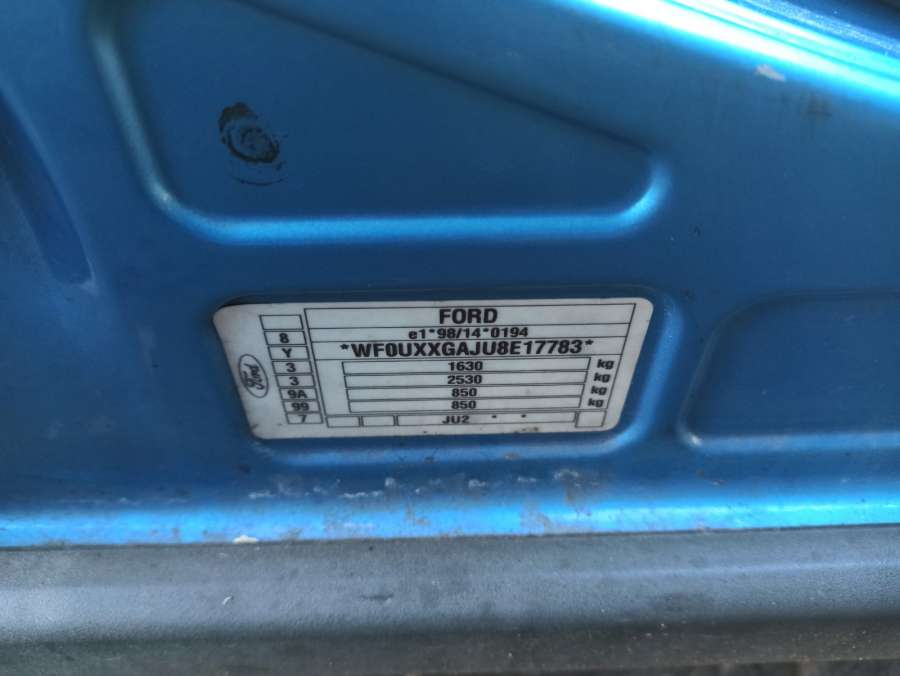 FORD
e1*98/14*0194
*WF0UXXGAJU8E17783*
1630 kg
2530 kg
850 kg
850 kg
JU2 * *
8
Y
3
3
9A
99
7
Ford